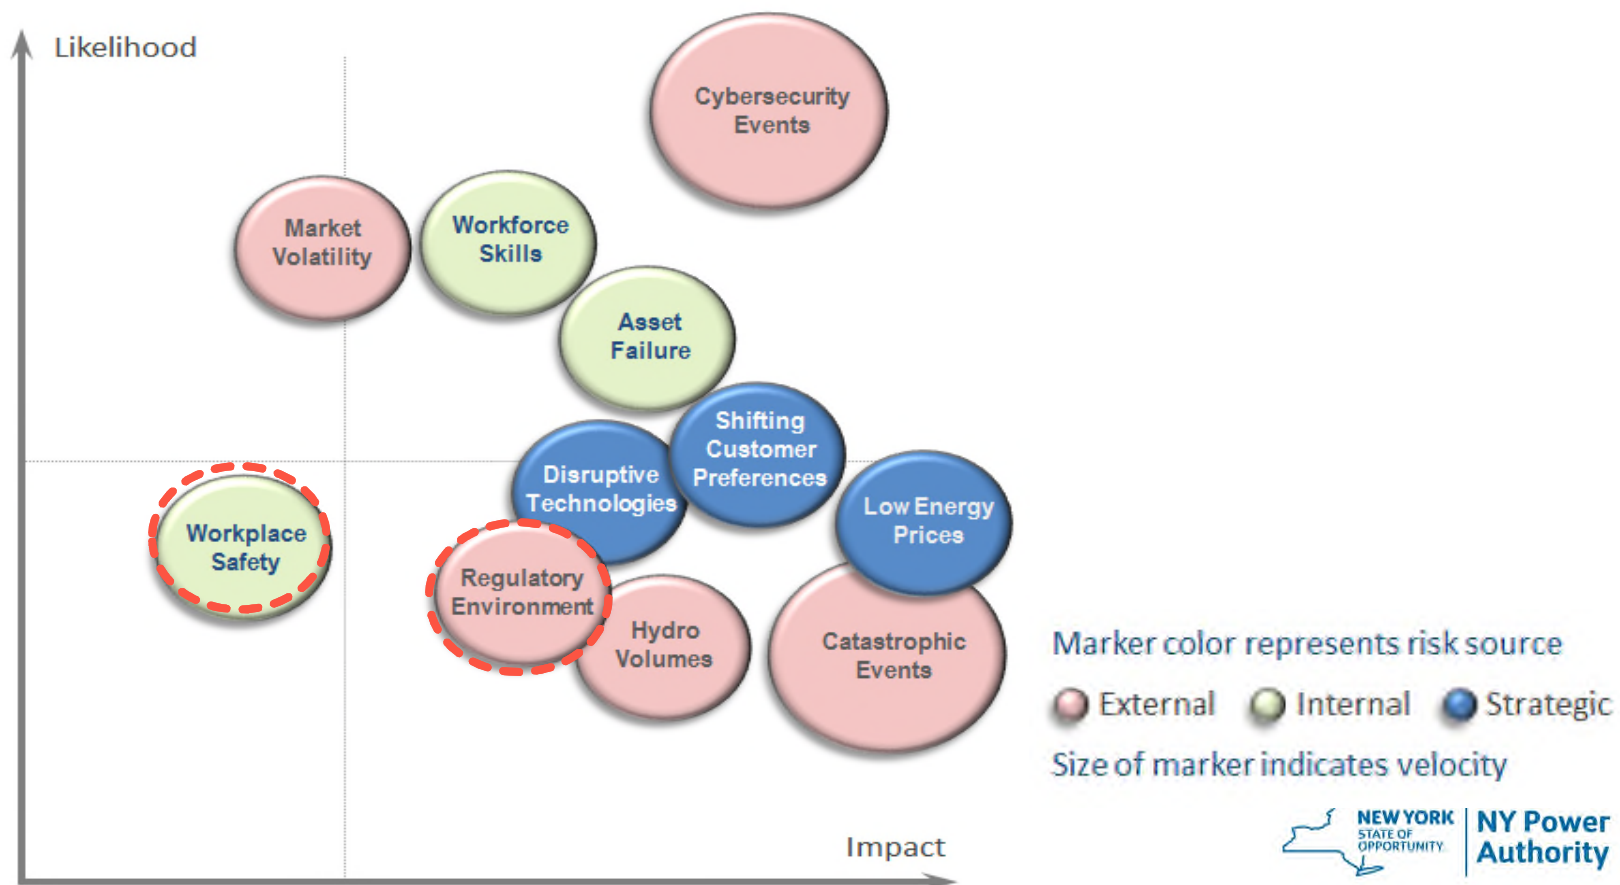 Likelihood
Cybersecurity
Events
Market
Volatility
Workforce
Skills
Asset
Failure
Shifting
Customer
Preferences
Disruptive
Technologies
Low Energy
Prices
Workplace
Safety
Regulatory
Environment
Hydro
Volumes
Catastrophic
Events
Marker color represents risk source
External
Internal
Strategic
Size of marker indicates velocity
Impact
NEW YORK
STATE OF
OPPORTUNITY.
NY Power
Authority